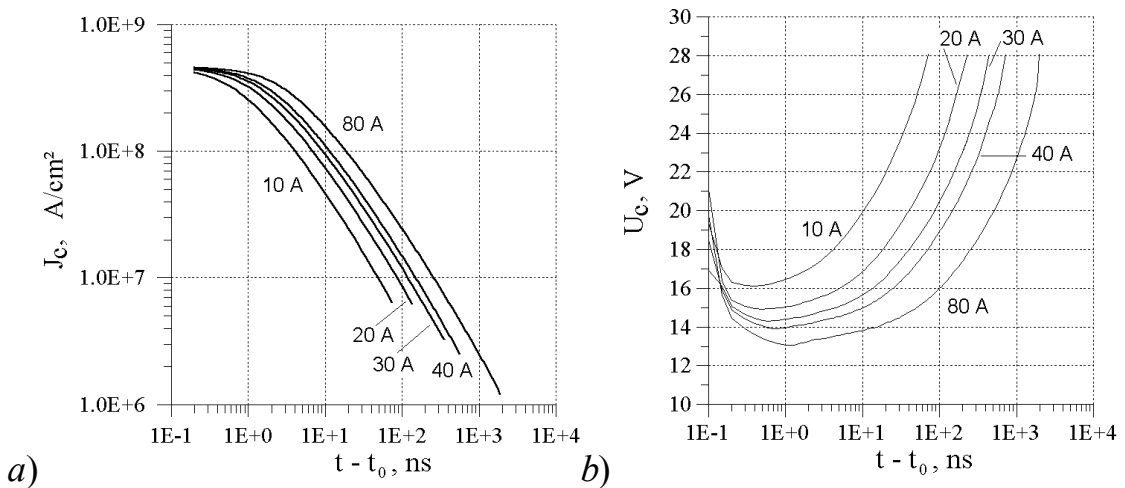 1.0E+9
1.0E+8
1.0E+7
1.0E+6
J_c, A/cm²
80 A
10 A
20 A
30 A
40 A
1E-1 1E+0 1E+1 1E+2 1E+3 1E+4
t - t₀, ns
a)
30
28
26
24
22
20
18
16
14
12
10
U_c, V
20 A 30 A
40 A
10 A
80 A
1E-1 1E+0 1E+1 1E+2 1E+3 1E+4
t - t₀, ns
b)